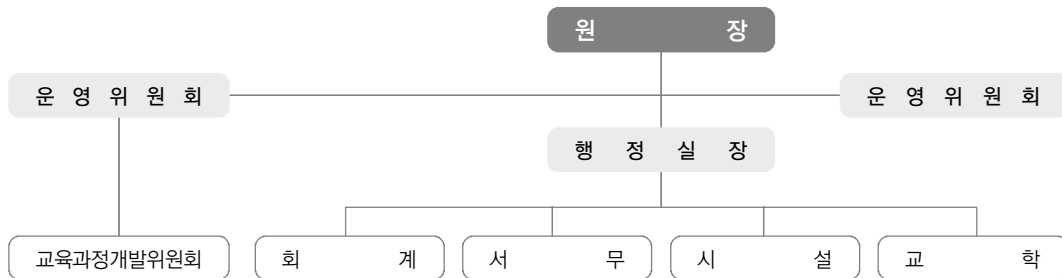 원 장
운 영 위 원 회
운 영 위 원 회
행 정 실 장
교육과정개발위원회
회 계
서 무
시 설
교 학